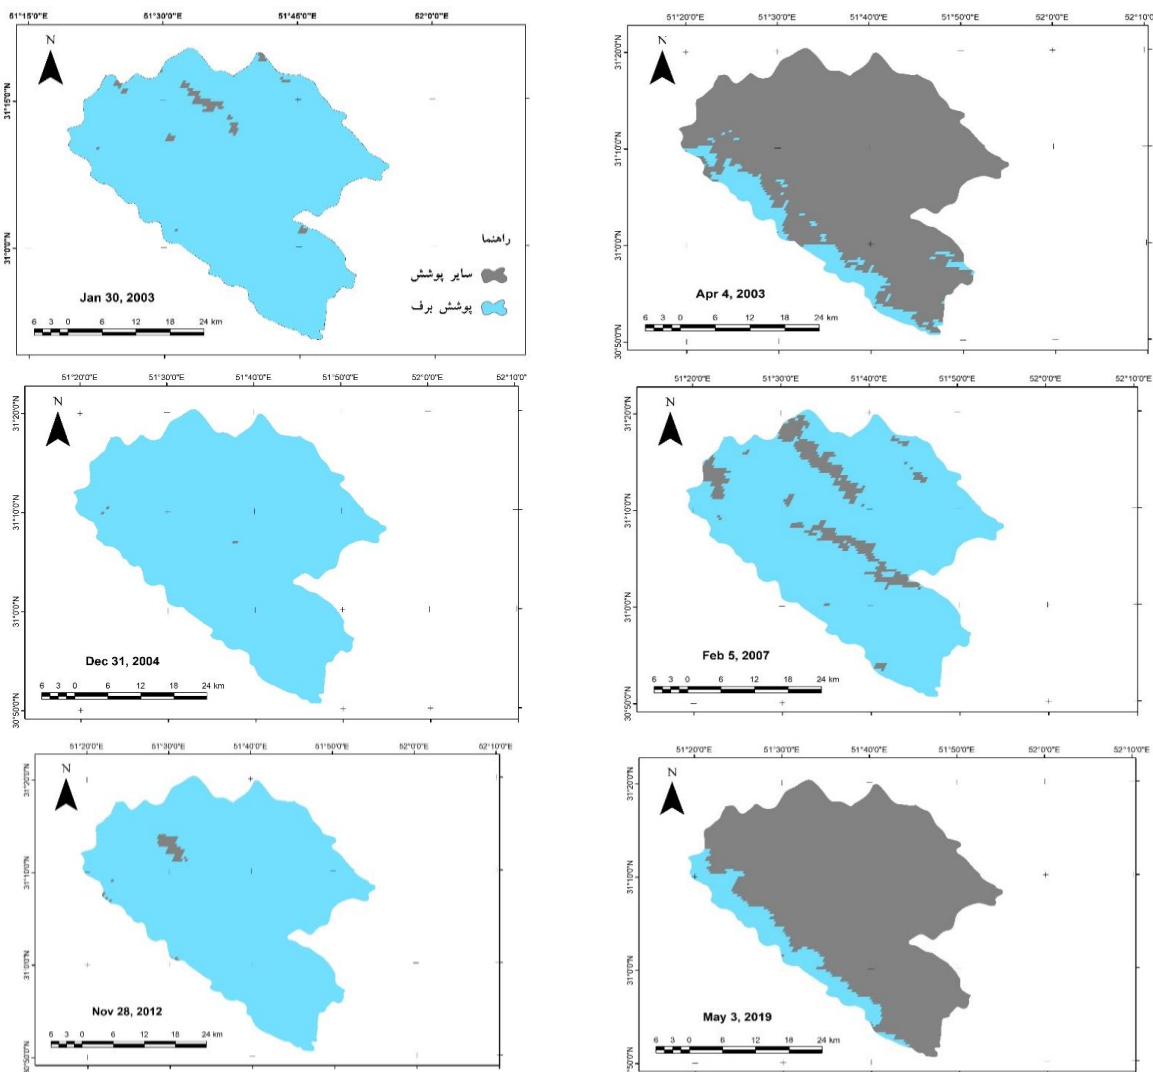 51°15'0"E 51°30'0"E 51°45'0"E 52°0'0"E
N
31°15'0"N
31°0'0"N
راهنما
سایر پوشش
پوشش برف
Jan 30, 2003
6 3 0 6 12 18 24 km
51°20'0"E 51°30'0"E 51°40'0"E 51°50'0"E 52°0'0"E
N
31°20'0"N
31°10'0"N
31°0'0"N
30°50'0"N
Apr 4, 2003
6 3 0 6 12 18 24 km
51°20'0"E 51°30'0"E 51°40'0"E 51°50'0"E 52°0'0"E 52°10'0"E
N
31°20'0"N
31°10'0"N
31°0'0"N
30°50'0"N
Dec 31, 2004
6 3 0 6 12 18 24 km
51°20'0"E 51°30'0"E 51°40'0"E 51°50'0"E 52°0'0"E 52°10'0"E
N
31°20'0"N
31°10'0"N
31°0'0"N
30°50'0"N
Feb 5, 2007
6 3 0 6 12 18 24 km
51°20'0"E 51°30'0"E 51°40'0"E 51°50'0"E 52°0'0"E 52°10'0"E
N
31°20'0"N
31°10'0"N
31°0'0"N
Nov 28, 2012
6 3 0 6 12 18 24 km
51°20'0"E 51°30'0"E 51°40'0"E 51°50'0"E 52°0'0"E 52°10'0"E
N
31°20'0"N
31°10'0"N
31°0'0"N
May 3, 2019
6 3 0 6 12 18 24 km